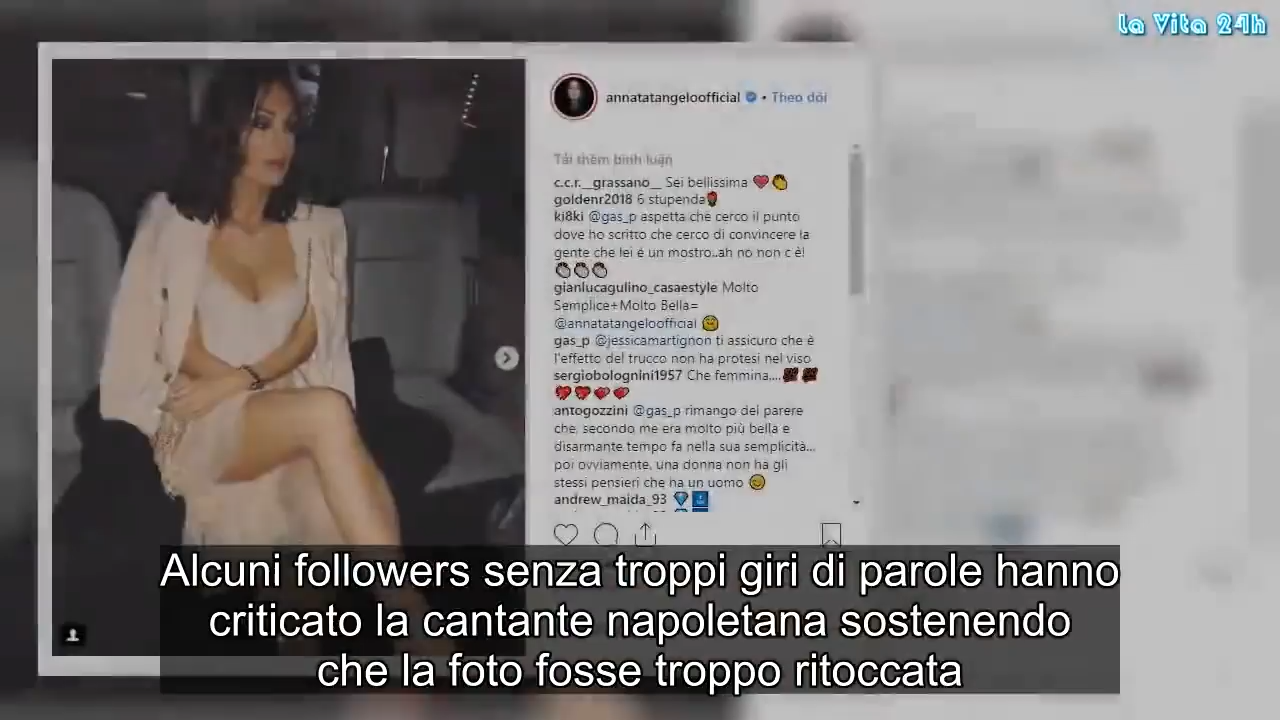 la Vita 24h
annatatangeloofficial • Theo dõi
Tải thêm bình luận
c.c.r.__grassano__ Sei bellissima ❤️👏
goldenr2018 6 stupenda🌹
ki8ki @gas_p aspetta che cerco il punto
dove ho scritto che cerco di convincere la
gente che lei é un mostro..ah no non c è!
👏👏👏
gianlucagulino_casaestyle Molto
Semplice+Molto Bella=
@annatatangeloofficial
gas_p @jessicamartignon ti assicuro che è
l'effetto del trucco non ha protesi nel viso
sergiobolognini1957 Che femmina....
antogozzini @gas_p rimango del parere
che, secondo me era molto più bella e
disarmante tempo fa nella sua semplicità...
poi ovviamente, una donna non ha gli
stessi pensieri che ha un uomo
andrew_maida_93 💎
Alcuni followers senza troppi giri di parole hanno
criticato la cantante napoletana sostenendo
che la foto fosse troppo ritoccata